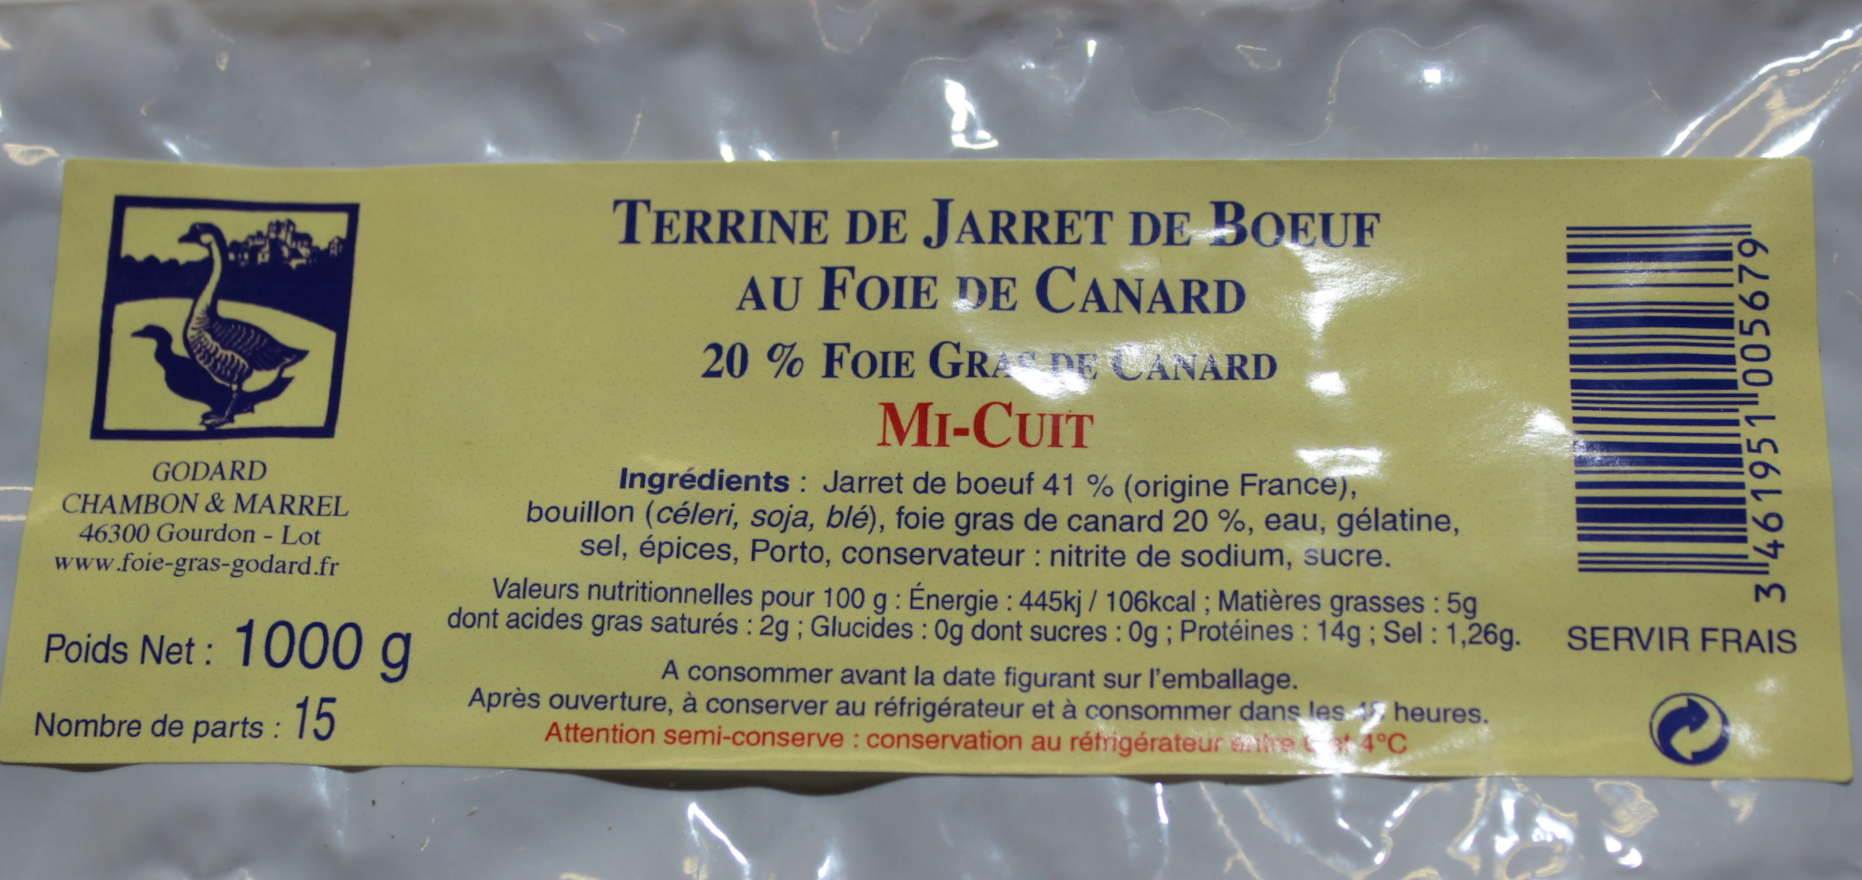 TERRINE DE JARRET DE BOEUF
AU FOIE DE CANARD
20 % FOIE GRAS DE CANARD
MI-CUIT
Ingrédients : Jarret de boeuf 41 % (origine France),
bouillon (céleri, soja, blé), foie gras de canard 20 %, eau, gélatine,
sel, épices, Porto, conservateur : nitrite de sodium, sucre.
Valeurs nutritionnelles pour 100 g : Énergie : 445kj / 106kcal ; Matières grasses : 5g
dont acides gras saturés : 2g ; Glucides : 0g dont sucres : 0g ; Protéines : 14g ; Sel : 1,26g.
A consommer avant la date figurant sur l'emballage.
Après ouverture, à conserver au réfrigérateur et à consommer dans les 48 heures.
Attention semi-conserve : conservation au réfrigérateur entre et 4°C
GODARD
CHAMBON & MARREL
46300 Gourdon - Lot
www.foie-gras-godard.fr
Poids Net : 1000 g
Nombre de parts : 15
3 461951 005679
SERVIR FRAIS